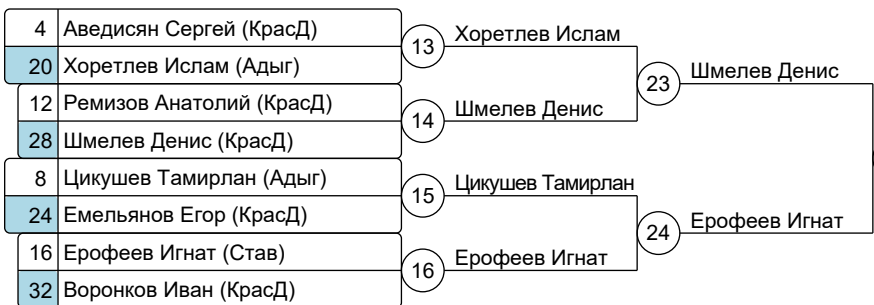 4 Аведисян Сергей (КрасД)
20 Хоретлев Ислам (Адыг)
12 Ремизов Анатолий (КрасД)
28 Шмелев Денис (КрасД)
8 Цикушев Тамирлан (Адыг)
24 Емельянов Егор (КрасД)
16 Ерофеев Игнат (Став)
32 Воронков Иван (КрасД)
13 Хоретлев Ислам
14 Шмелев Денис
15 Цикушев Тамирлан
16 Ерофеев Игнат
23 Шмелев Денис
24 Ерофеев Игнат